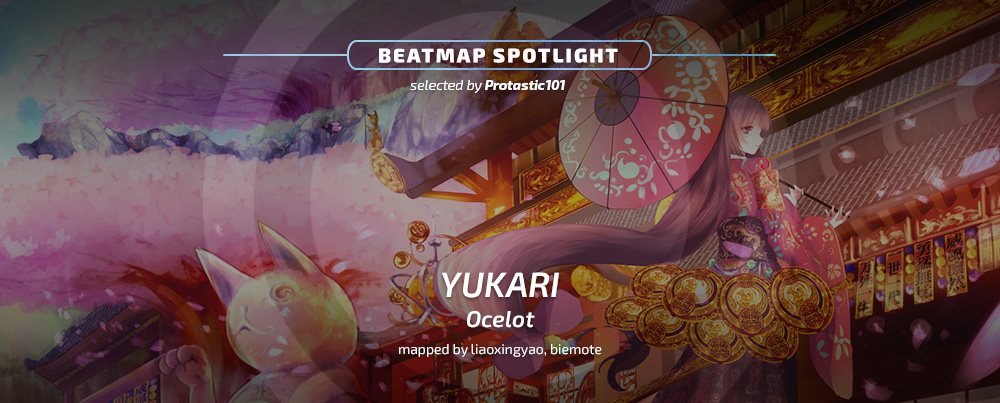 BEATMAP SPOTLIGHT
selected by Protastic101
YUKARI
Ocelot
mapped by liaoxingyao, biemote